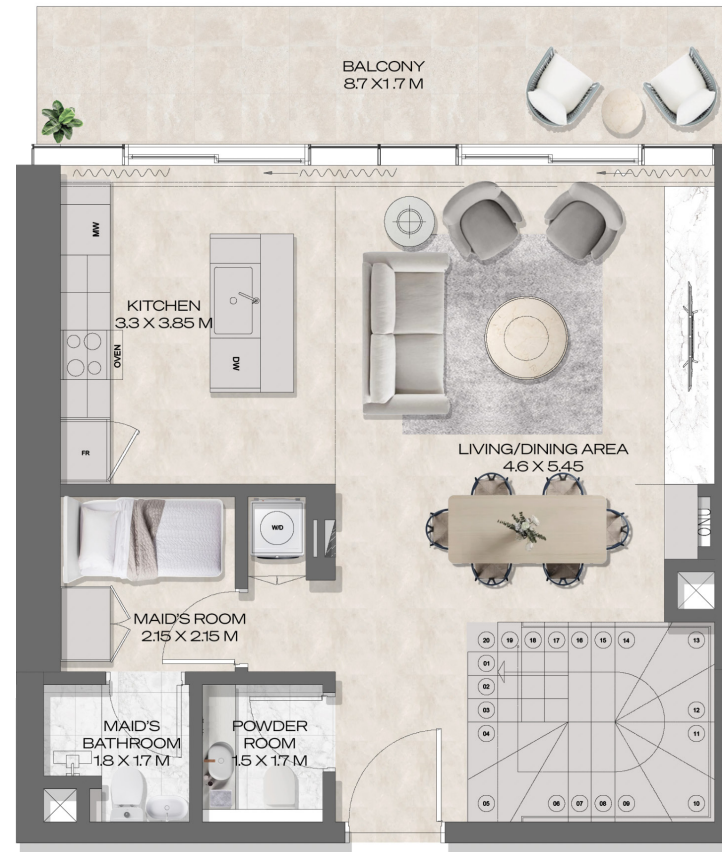 BALCONY
8.7 X1.7 M
MW
KITCHEN
3.3 X 3.85 M
OVEN
DW
FR
LIVING/DINING AREA
4.6 X 5.45
ONU
W/D
MAID'S ROOM
2.15 X 2.15 M
20 19 18 17 16 15 14 13
01
02
03 12
04 11
05 06 07 08 09 10
MAID'S
BATHROOM
1.8 X 1.7 M
POWDER
ROOM
1.5 X 1.7 M